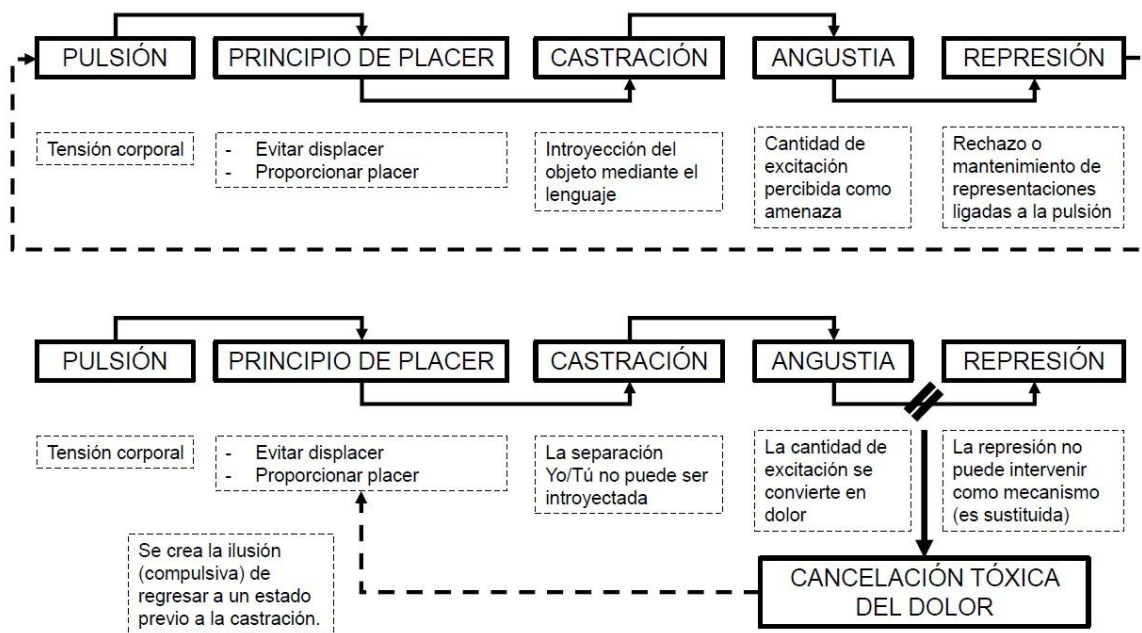 PULSIÓN
PRINCIPIO DE PLACER
CASTRACIÓN
ANGUSTIA
REPRESIÓN
Tensión corporal
- Evitar displacer
- Proporcionar placer
Introyección del
objeto mediante el
lenguaje
Cantidad de
excitación
percibida como
amenaza
Rechazo o
mantenimiento de
representaciones
ligadas a la pulsión
PULSIÓN
PRINCIPIO DE PLACER
CASTRACIÓN
ANGUSTIA
REPRESIÓN
Tensión corporal
- Evitar displacer
- Proporcionar placer
La separación
Yo/Tú no puede ser
introyectada
La cantidad de
excitación se
convierte en
dolor
La represión no
puede intervenir
como mecanismo
(es sustituida)
Se crea la ilusión
(compulsiva) de
regresar a un estado
previo a la castración.
CANCELACIÓN TÓXICA
DEL DOLOR